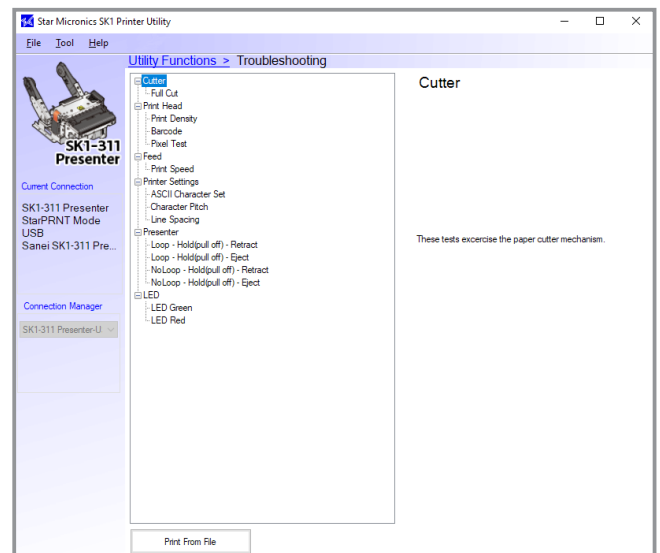 Star Micronics SK1 Printer Utility
File Tool Help
Utility Functions > Troubleshooting
SK1-311
Presenter
Current Connection
SK1-311 Presenter
StarPRNT Mode
USB
Sanei SK1-311 Pre...
Connection Manager
SK1-311 Presenter-U
Cutter
Full Cut
Print Head
Print Density
Barcode
Pixel Test
Feed
Print Speed
Printer Settings
ASCII Character Set
Character Pitch
Line Spacing
Presenter
Loop - Hold(pull off) - Retract
Loop - Hold(pull off) - Eject
NoLoop - Hold(pull off) - Retract
NoLoop - Hold(pull off) - Eject
LED
LED Green
LED Red
Cutter
These tests excercise the paper cutter mechanism.
Print From File